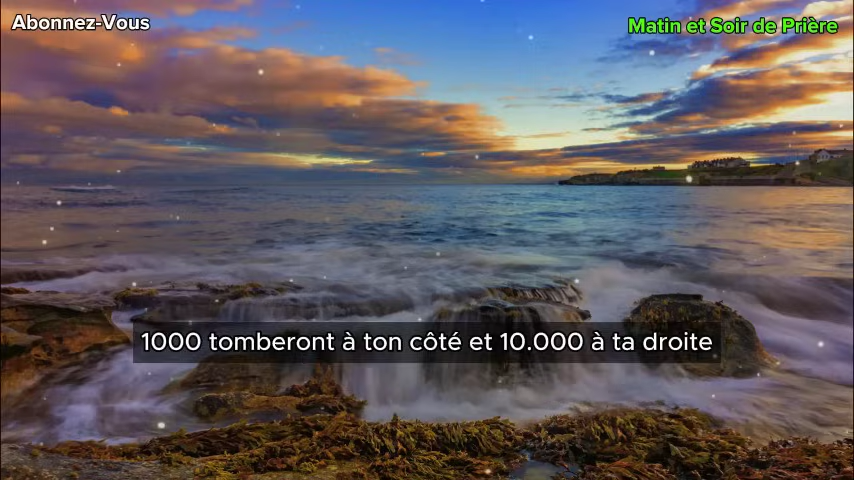 Abonnez-Vous
Matin et Soir de Prière
1000 tomberont à ton côté et 10.000 à ta droite